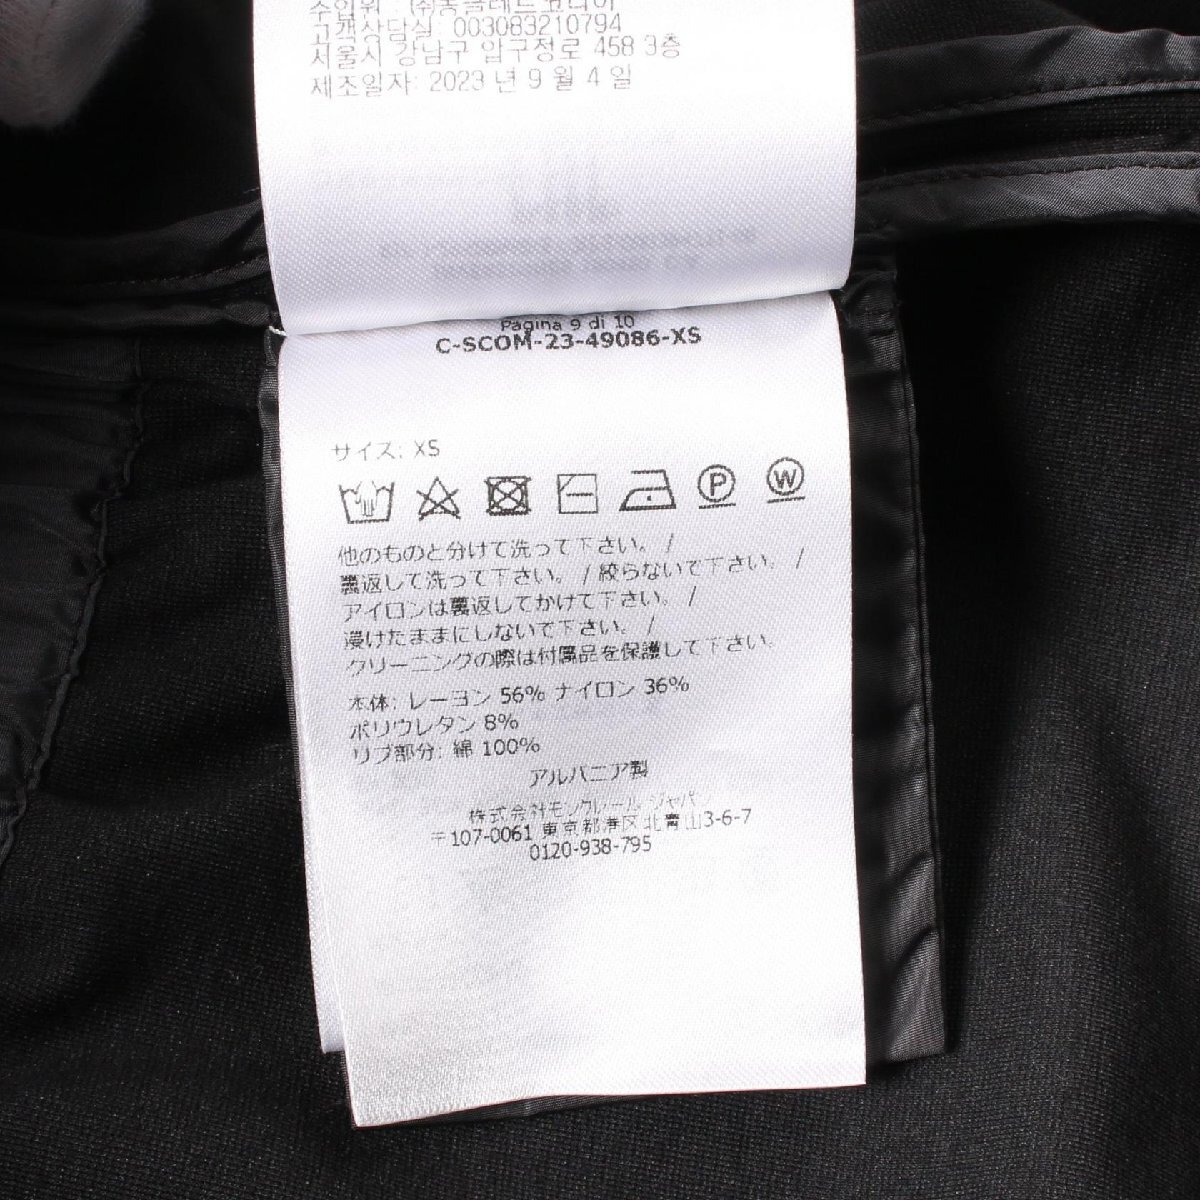 고객상담실: 003083210794
서울시 강남구 압구정로 458 3층
제조일자: 2023 년 9 월 4 일
Pagina 9 di 10
C-SCOM-23-49086-XS
サイズ: XS
P W
他のものと分けて洗って下さい。 /
裏返して洗って下さい。 / 絞らないで下さい。 /
アイロンは裏返してかけて下さい。 /
浸けたままにしないで下さい。 /
クリーニングの際は付属品を保護して下さい。
本体: レーヨン 56% ナイロン 36%
ポリウレタン 8%
リブ部分: 綿 100%
アルバニア製
株式会社モンクレール ジャパン
〒107-0061 東京都港区北青山3-6-7
0120-938-795